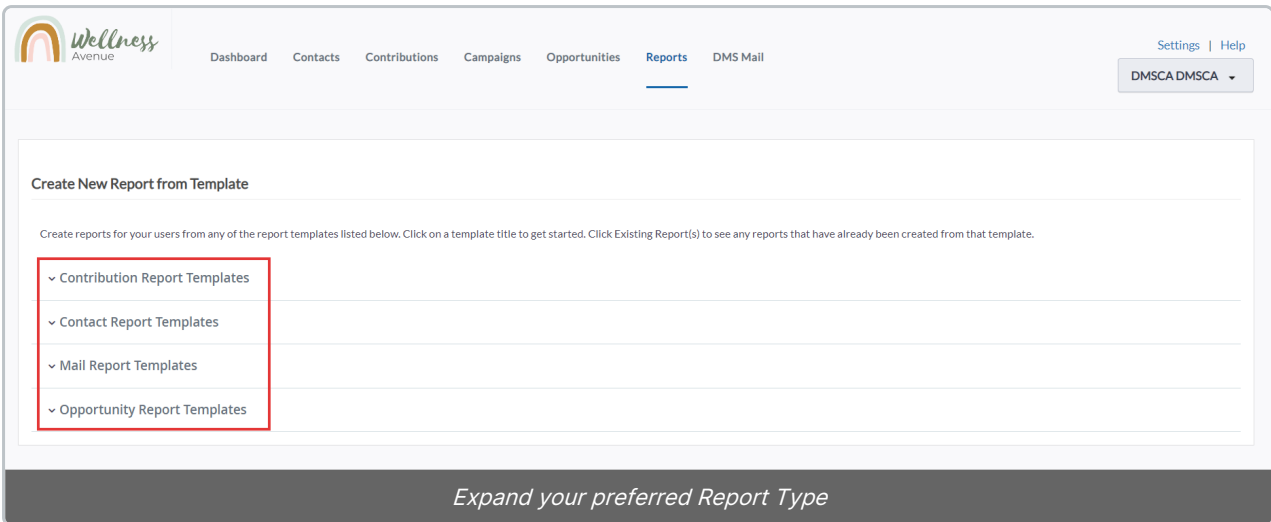 Wellness
Avenue
Dashboard Contacts Contributions Campaigns Opportunities Reports DMS Mail
Settings | Help
DMSCA DMSCA
Create New Report from Template
Create reports for your users from any of the report templates listed below. Click on a template title to get started. Click Existing Report(s) to see any reports that have already been created from that template.
Contribution Report Templates
Contact Report Templates
Mail Report Templates
Opportunity Report Templates
Expand your preferred Report Type